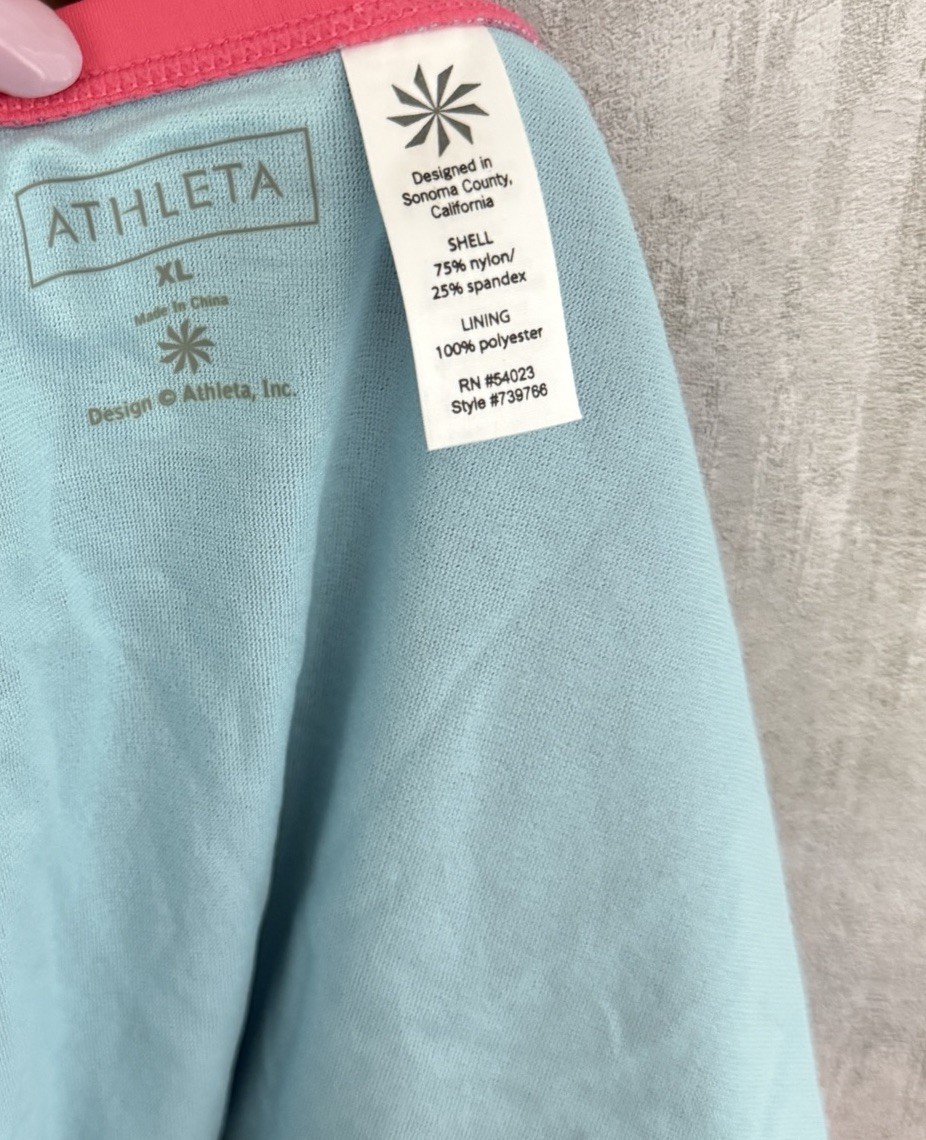 ATHLETA
XL
Made in China
Design © Athleta, Inc.
Designed in
Sonoma County,
California
SHELL
75% nylon/
25% spandex
LINING
100% polyester
RN #54023
Style #739766